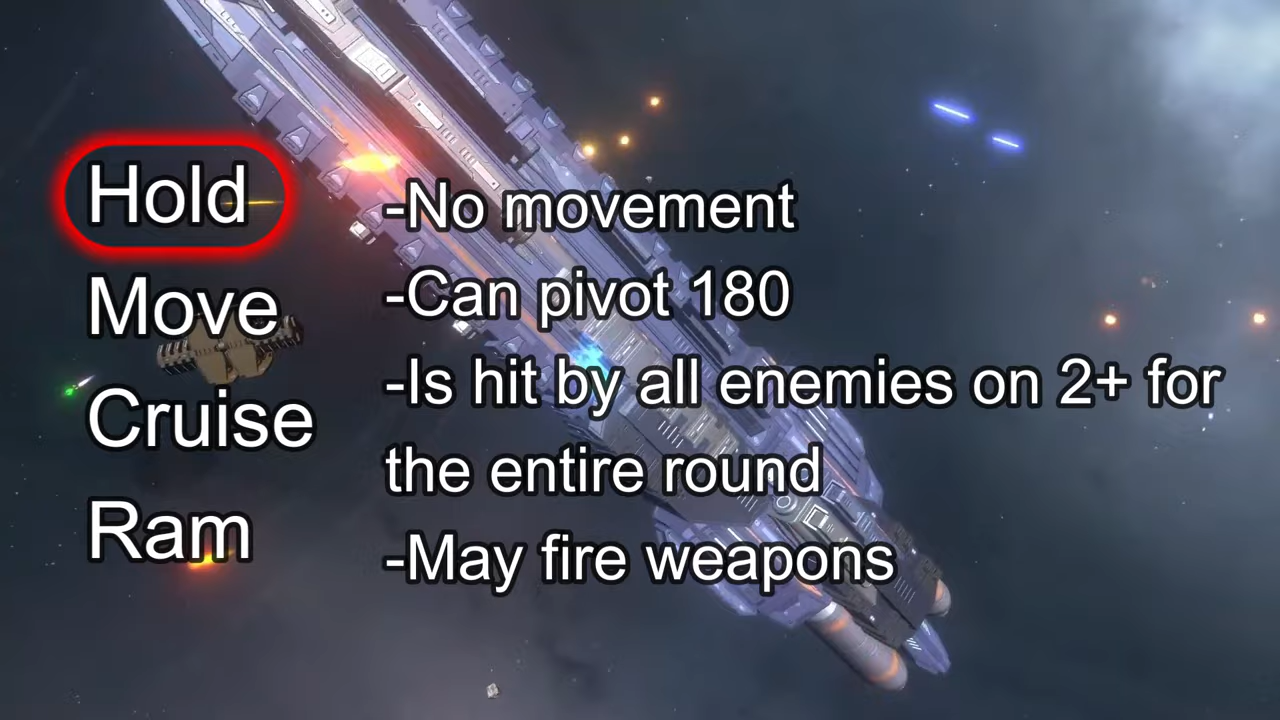 Hold
Move
Cruise
Ram
-No movement
-Can pivot 180
-Is hit by all enemies on 2+ for
the entire round
-May fire weapons